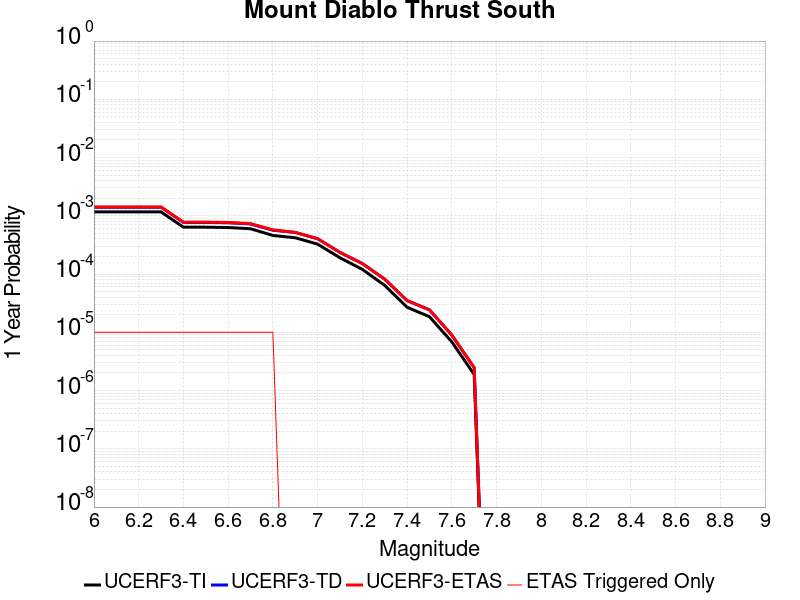 Mount Diablo Thrust South
10^0
10^-1
10^-2
10^-3
10^-4
10^-5
10^-6
10^-7
10^-8
1 Year Probability
6 6.2 6.4 6.6 6.8 7 7.2 7.4 7.6 7.8 8 8.2 8.4 8.6 8.8 9
Magnitude
UCERF3-TI UCERF3-TD UCERF3-ETAS ETAS Triggered Only